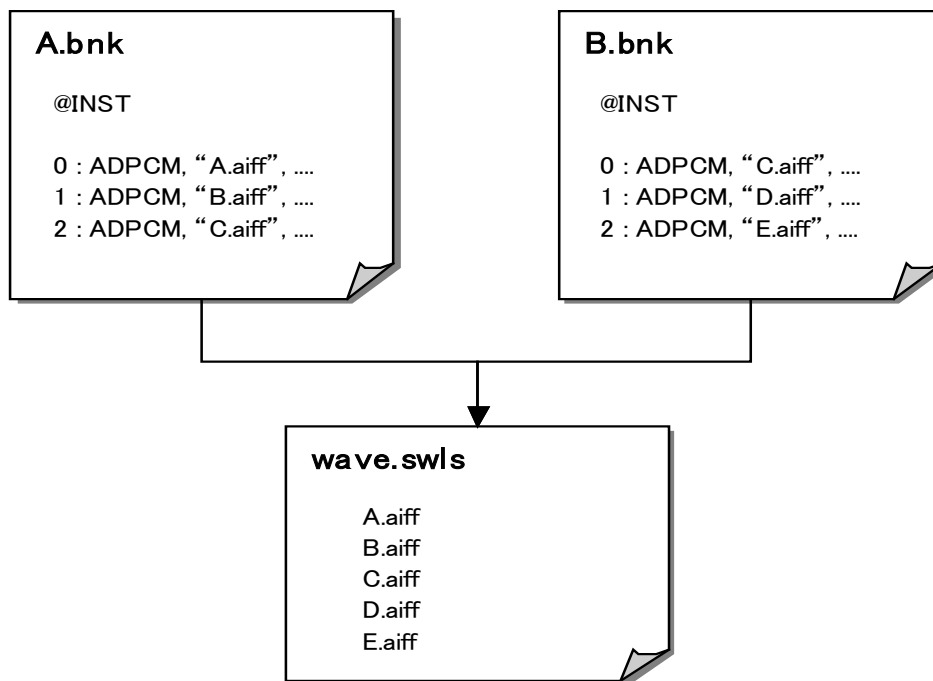 A.bnk
@INST
0 : ADPCM, “A.aiff”, ....
1 : ADPCM, “B.aiff”, ....
2 : ADPCM, “C.aiff”, ....
B.bnk
@INST
0 : ADPCM, “C.aiff”, ....
1 : ADPCM, “D.aiff”, ....
2 : ADPCM, “E.aiff”, ....
wave.swls
A.aiff
B.aiff
C.aiff
D.aiff
E.aiff